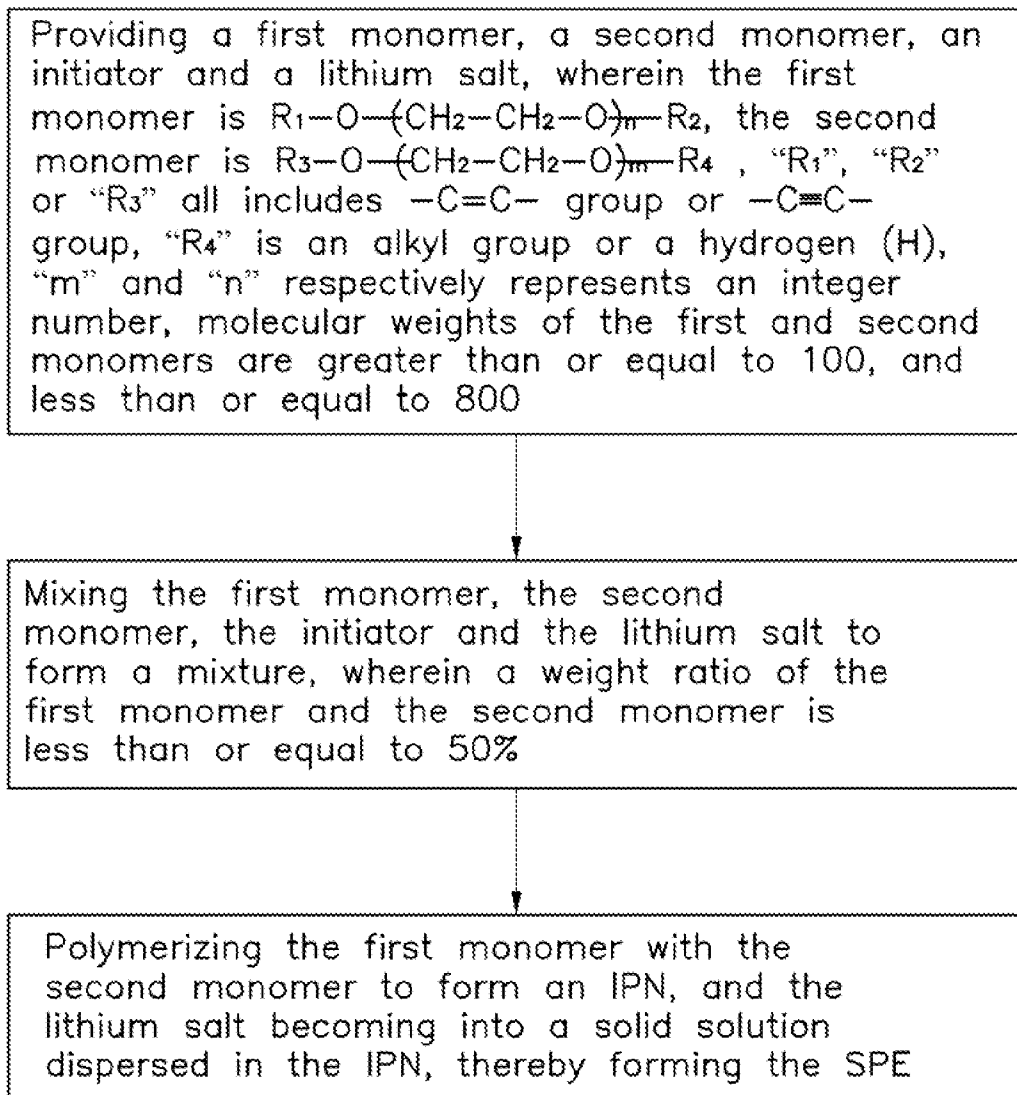 Providing a first monomer, a second monomer, an
initiator and a lithium salt, wherein the first
monomer is R₁−O−(CH₂−CH₂−O)ₙ−R₂, the second
monomer is R₃−O−(CH₂−CH₂−O)ₘ−R₄ , “R₁”, “R₂”
or “R₃” all includes −C=C− group or −C≡C−
group, “R₄” is an alkyl group or a hydrogen (H),
“m” and “n” respectively represents an integer
number, molecular weights of the first and second
monomers are greater than or equal to 100, and
less than or equal to 800
Mixing the first monomer, the second
monomer, the initiator and the lithium salt to
form a mixture, wherein a weight ratio of the
first monomer and the second monomer is
less than or equal to 50%
Polymerizing the first monomer with the
second monomer to form an IPN, and the
lithium salt becoming into a solid solution
dispersed in the IPN, thereby forming the SPE